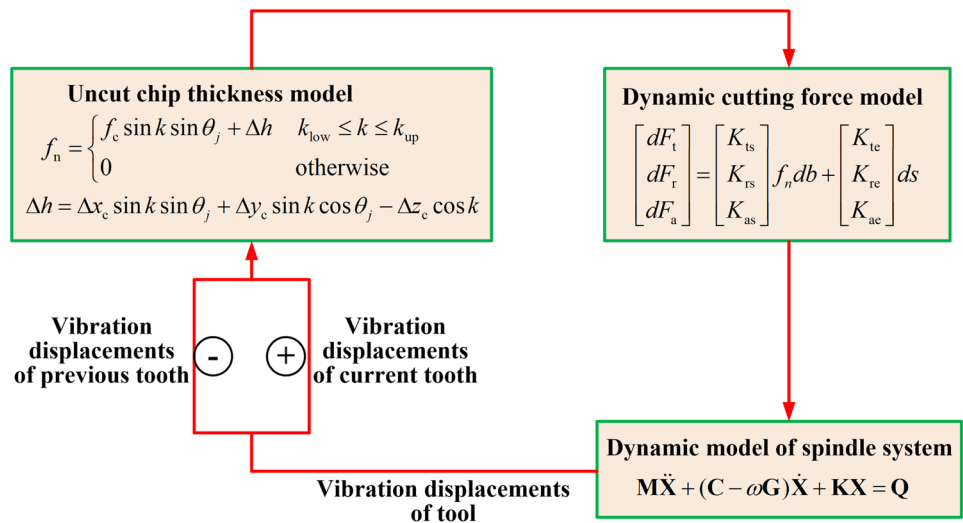 Uncut chip thickness model
f_n = { f_c sin k sin θ_j + Δh    k_low ≤ k ≤ k_up
0    otherwise
Δh = Δx_c sin k sin θ_j + Δy_c sin k cos θ_j − Δz_c cos k
Dynamic cutting force model
[dF_t] [K_ts] [K_te]
[dF_r] = [K_rs] f_n db + [K_re] ds
[dF_a] [K_as] [K_ae]
Vibration
displacements
of previous tooth
-
+
Vibration
displacements
of current tooth
Dynamic model of spindle system
MẌ + (C − ωG)Ẋ + KX = Q
Vibration displacements
of tool